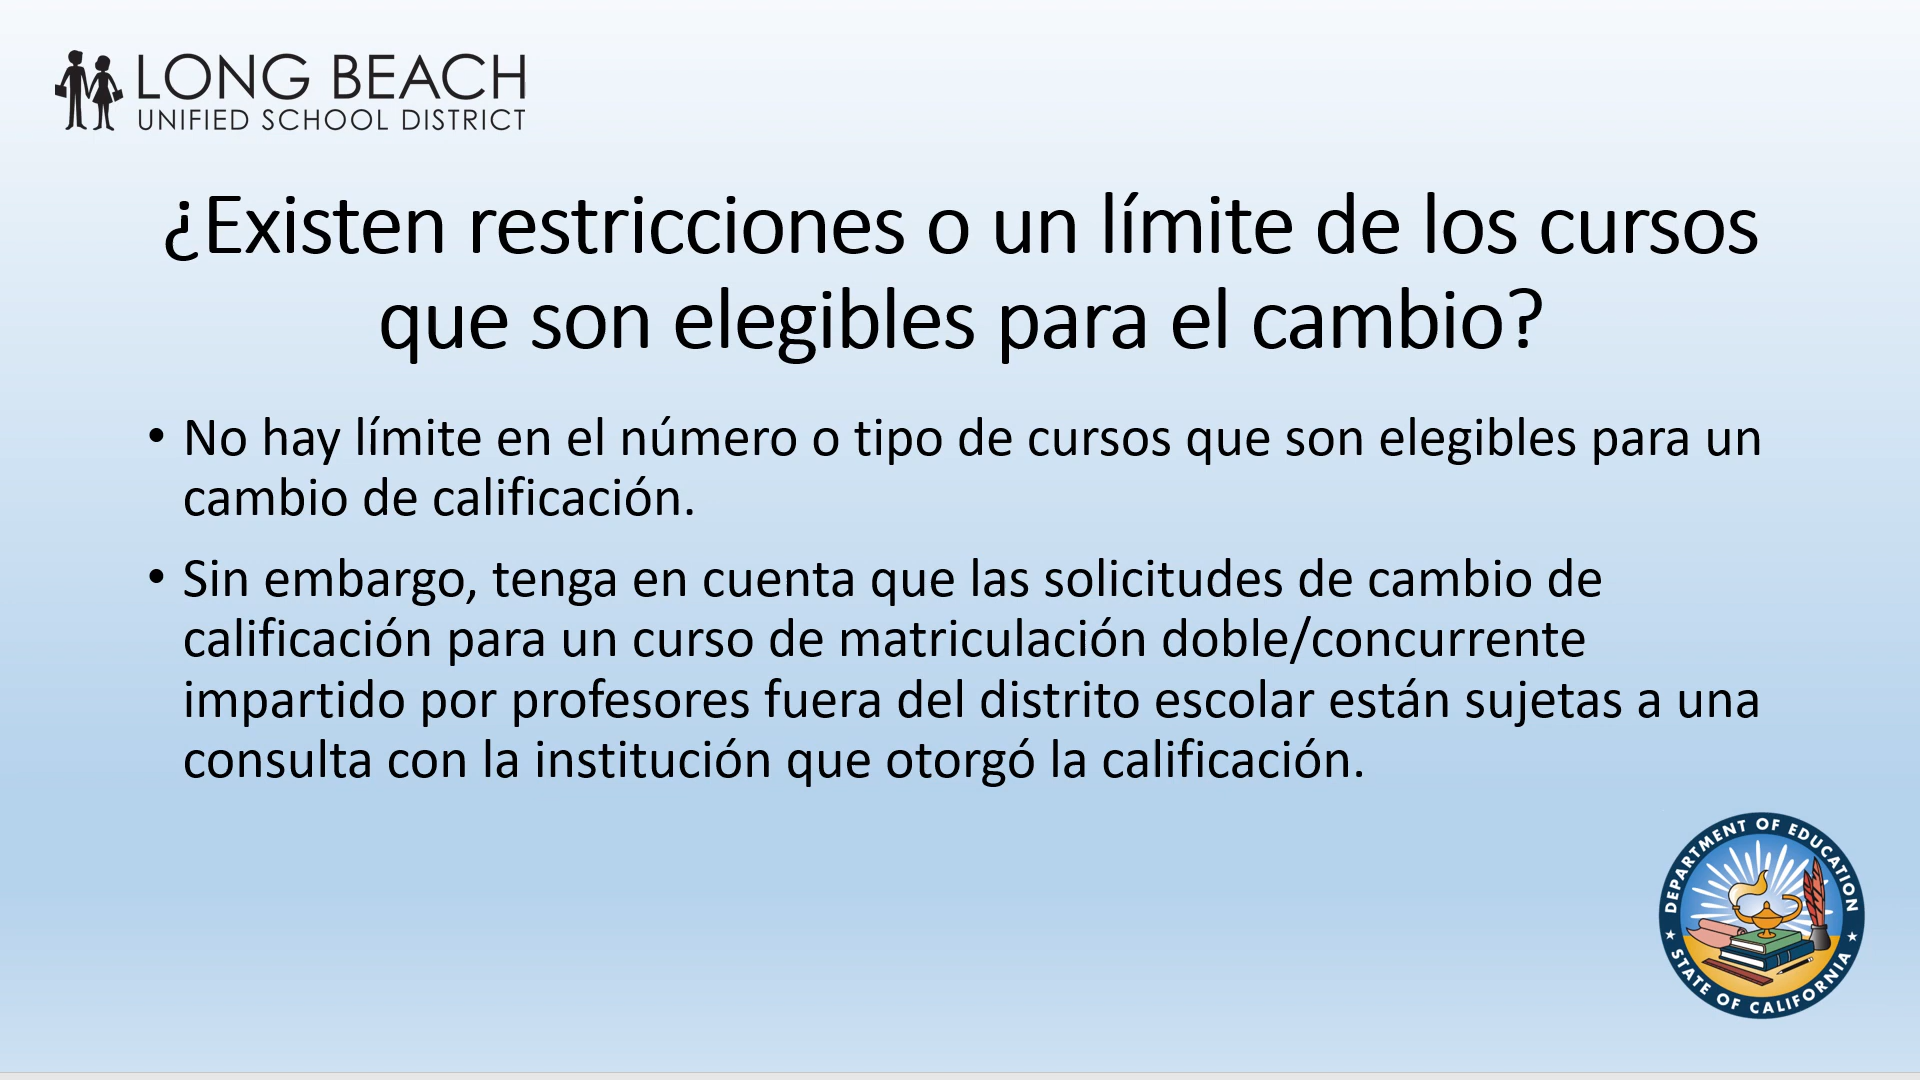 LONG BEACH
UNIFIED SCHOOL DISTRICT
¿Existen restricciones o un límite de los cursos
que son elegibles para el cambio?
• No hay límite en el número o tipo de cursos que son elegibles para un
cambio de calificación.
• Sin embargo, tenga en cuenta que las solicitudes de cambio de
calificación para un curso de matriculación doble/concurrente
impartido por profesores fuera del distrito escolar están sujetas a una
consulta con la institución que otorgó la calificación.
DEPARTMENT OF EDUCATION
STATE OF CALIFORNIA